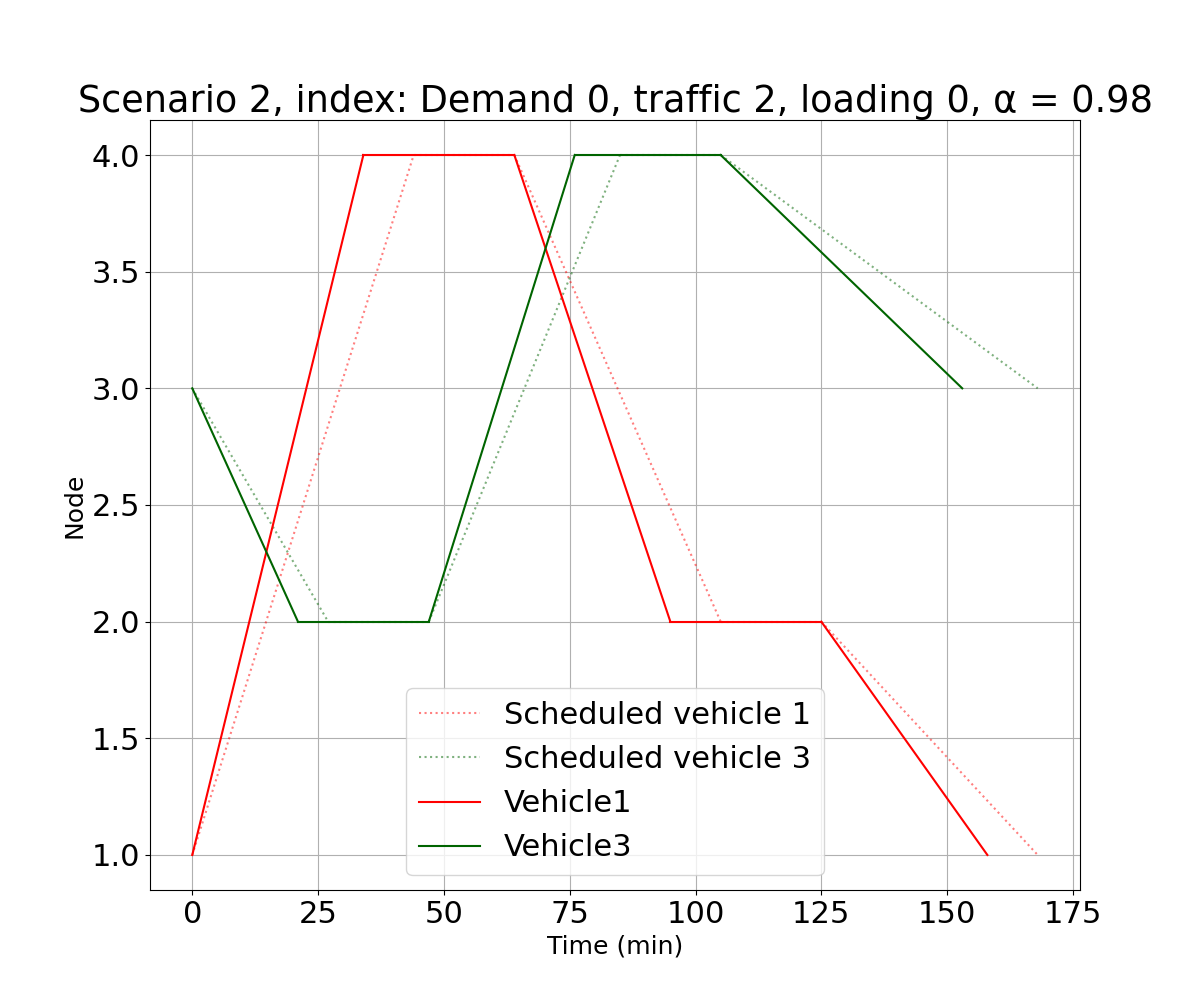 Scenario 2, index: Demand 0, traffic 2, loading 0, α = 0.98
4.0
3.5
3.0
2.5
2.0
1.5
1.0
Node
Scheduled vehicle 1
Scheduled vehicle 3
Vehicle1
Vehicle3
0 25 50 75 100 125 150 175
Time (min)